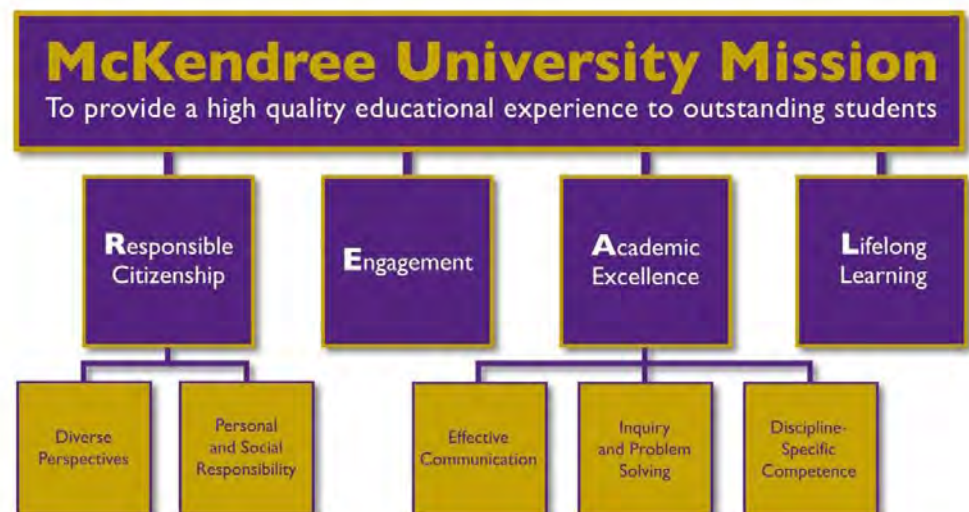 McKendree University Mission
To provide a high quality educational experience to outstanding students
Responsible
Citizenship
Engagement
Academic
Excellence
Lifelong
Learning
Diverse
Perspectives
Personal
and Social
Responsibility
Effective
Communication
Inquiry
and Problem
Solving
Discipline-
Specific
Competence